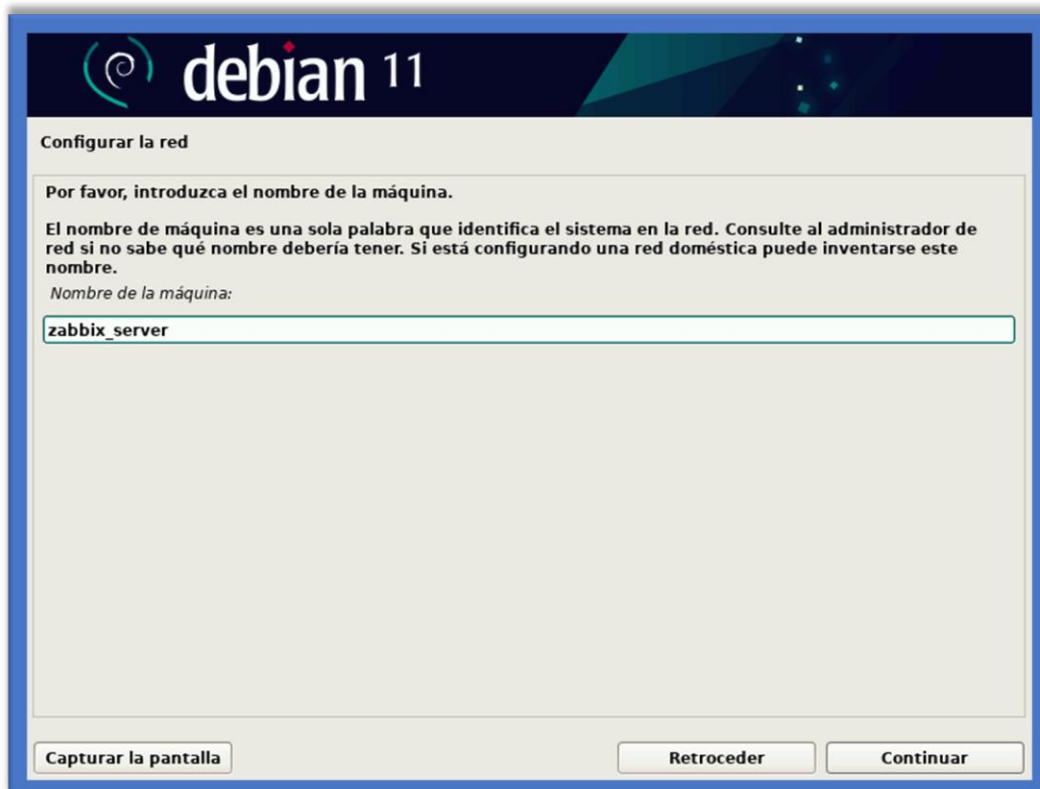 debian 11
Configurar la red
Por favor, introduzca el nombre de la máquina.
El nombre de máquina es una sola palabra que identifica el sistema en la red. Consulte al administrador de
red si no sabe qué nombre debería tener. Si está configurando una red doméstica puede inventarse este
nombre.
Nombre de la máquina:
zabbix_server
Capturar la pantalla
Retroceder
Continuar